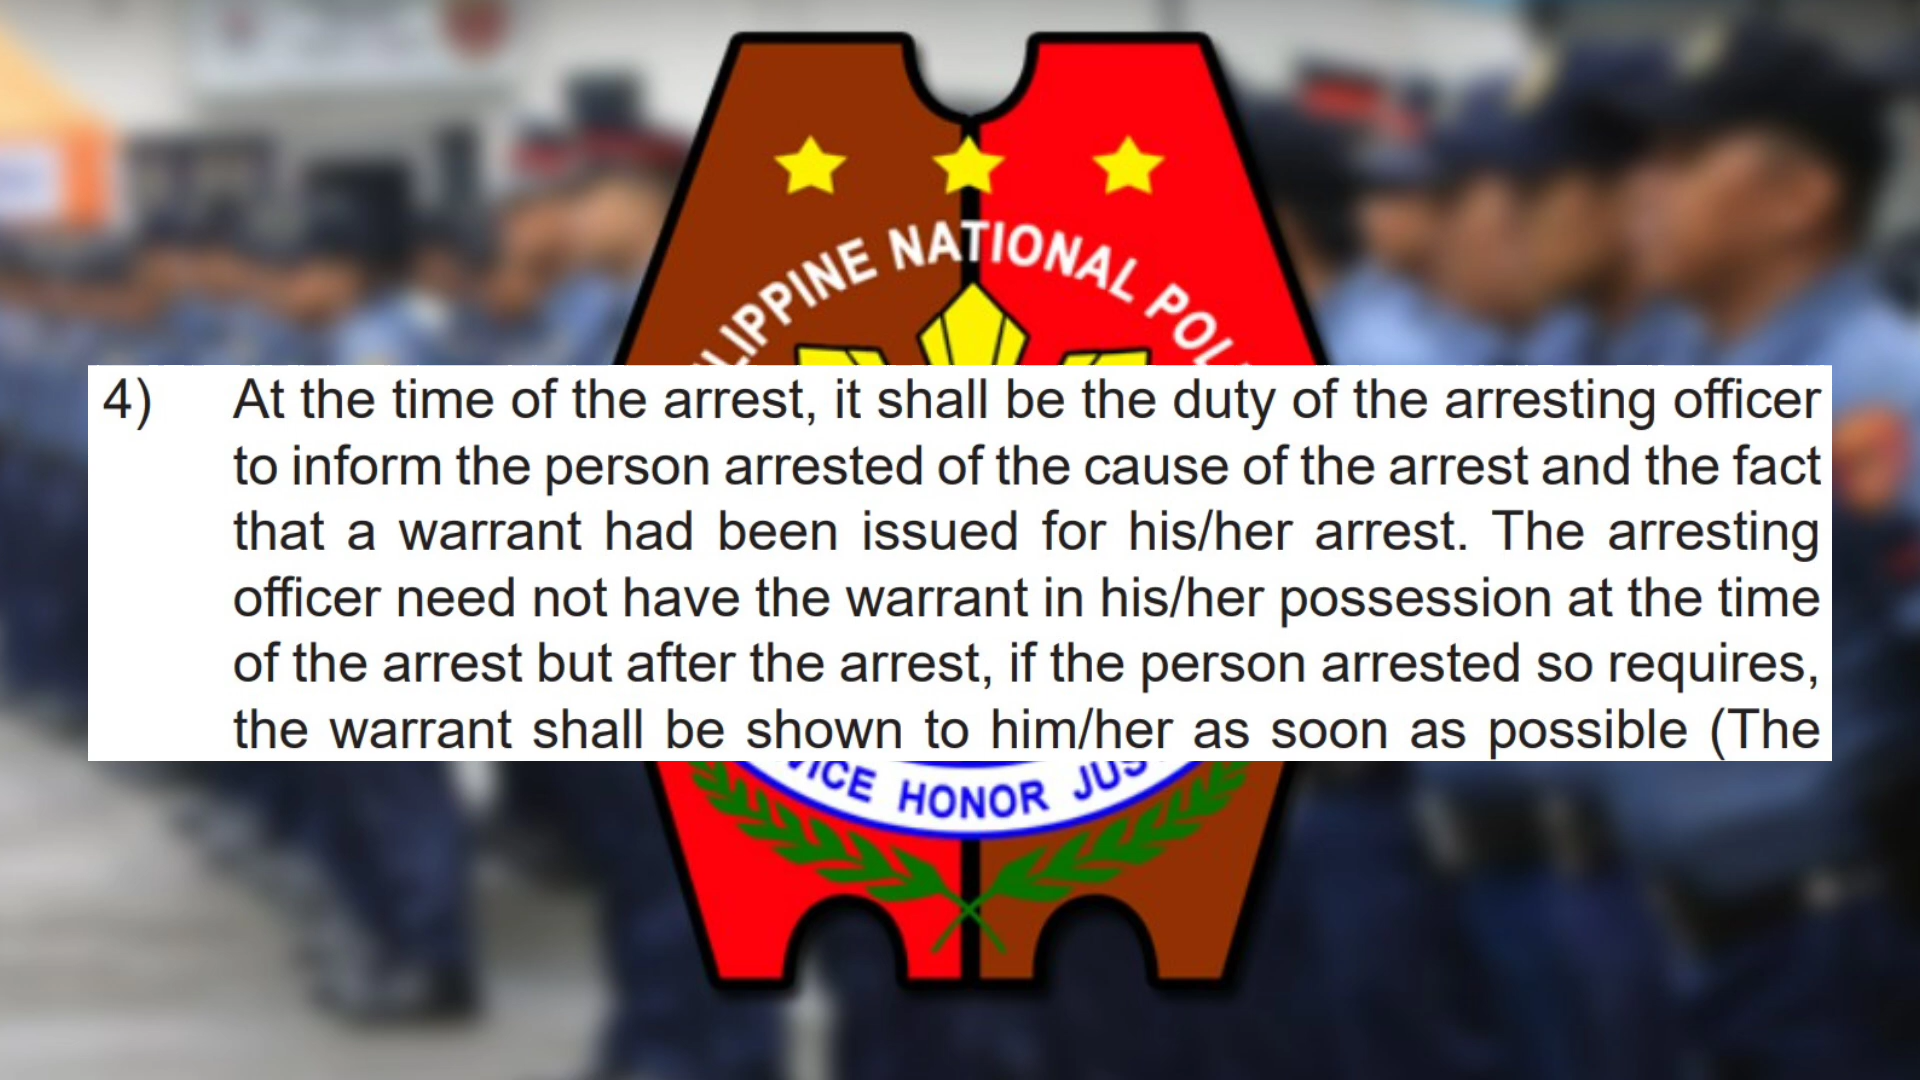 LIPPINE NATIONAL POL
4) At the time of the arrest, it shall be the duty of the arresting officer
to inform the person arrested of the cause of the arrest and the fact
that a warrant had been issued for his/her arrest. The arresting
officer need not have the warrant in his/her possession at the time
of the arrest but after the arrest, if the person arrested so requires,
the warrant shall be shown to him/her as soon as possible (The
VICE HONOR JUS